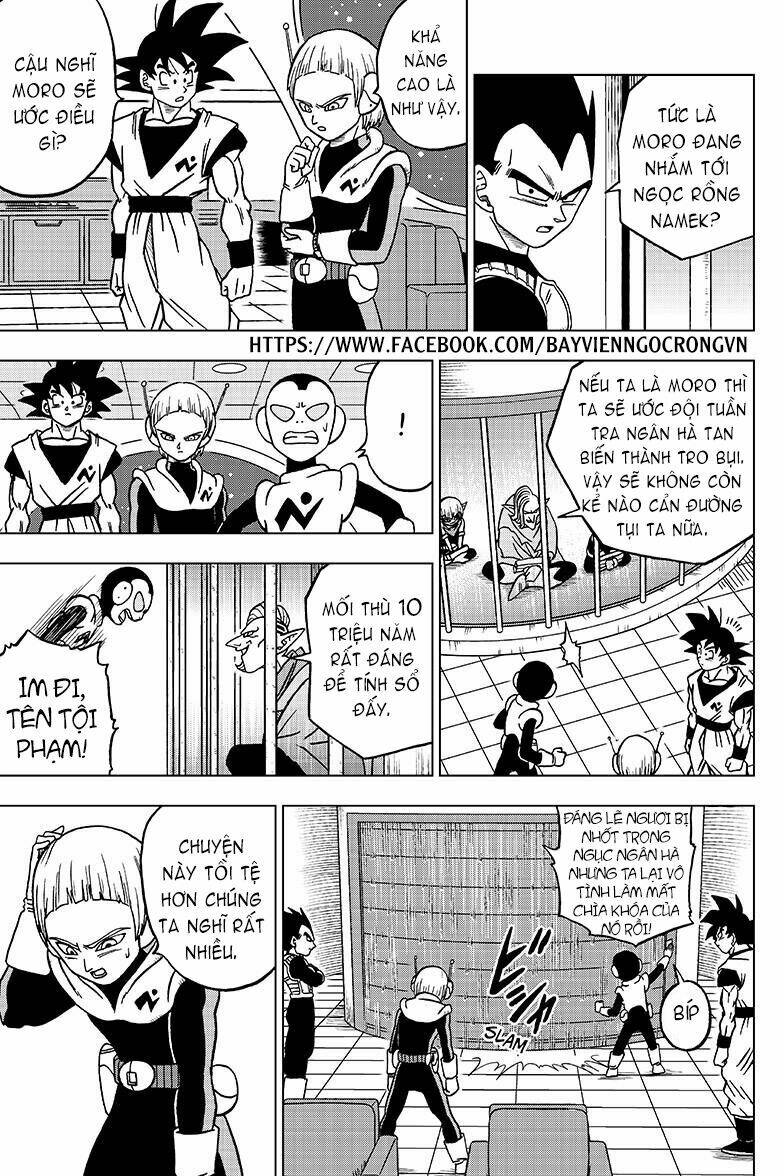 TỨC LÀ
MORO ĐANG
NHẮM TỚI
NGỌC RỒNG
NAMEK?
KHẢ
NĂNG
CAO LÀ
NHƯ VẬY.
CẬU NGHĨ
MORO SẼ
ƯỚC ĐIỀU
GÌ?
HTTPS://WWW.FACEBOOK.COM/BAYVIENNGOCRONGVN
NẾU TA LÀ MORO THÌ
TA SẼ ƯỚC ĐỘI TUẦN
TRA NGÂN HÀ TAN
BIẾN THÀNH TRO BỤI.
VẬY SẼ KHÔNG CÒN
KẺ NÀO CẢN ĐƯỜNG
TỤI TA NỮA.
!
MỐI THÙ 10
TRIỆU NĂM
RẤT ĐÁNG
ĐỂ TÍNH SỔ
ĐẤY.
IM ĐI,
TÊN TỘI
PHẠM!
ĐÁNG LẼ NGƯƠI BỊ
NHỐT TRONG
NGỤC NGÂN HÀ
NHƯNG TA LẠI VÔ
TÌNH LÀM MẤT
CHÌA KHÓA CỦA
NÓ RỒI!
BÍP
SLAM
CHUYỆN
NÀY TỒI TỆ
HƠN CHÚNG
TA NGHĨ RẤT
NHIỀU.